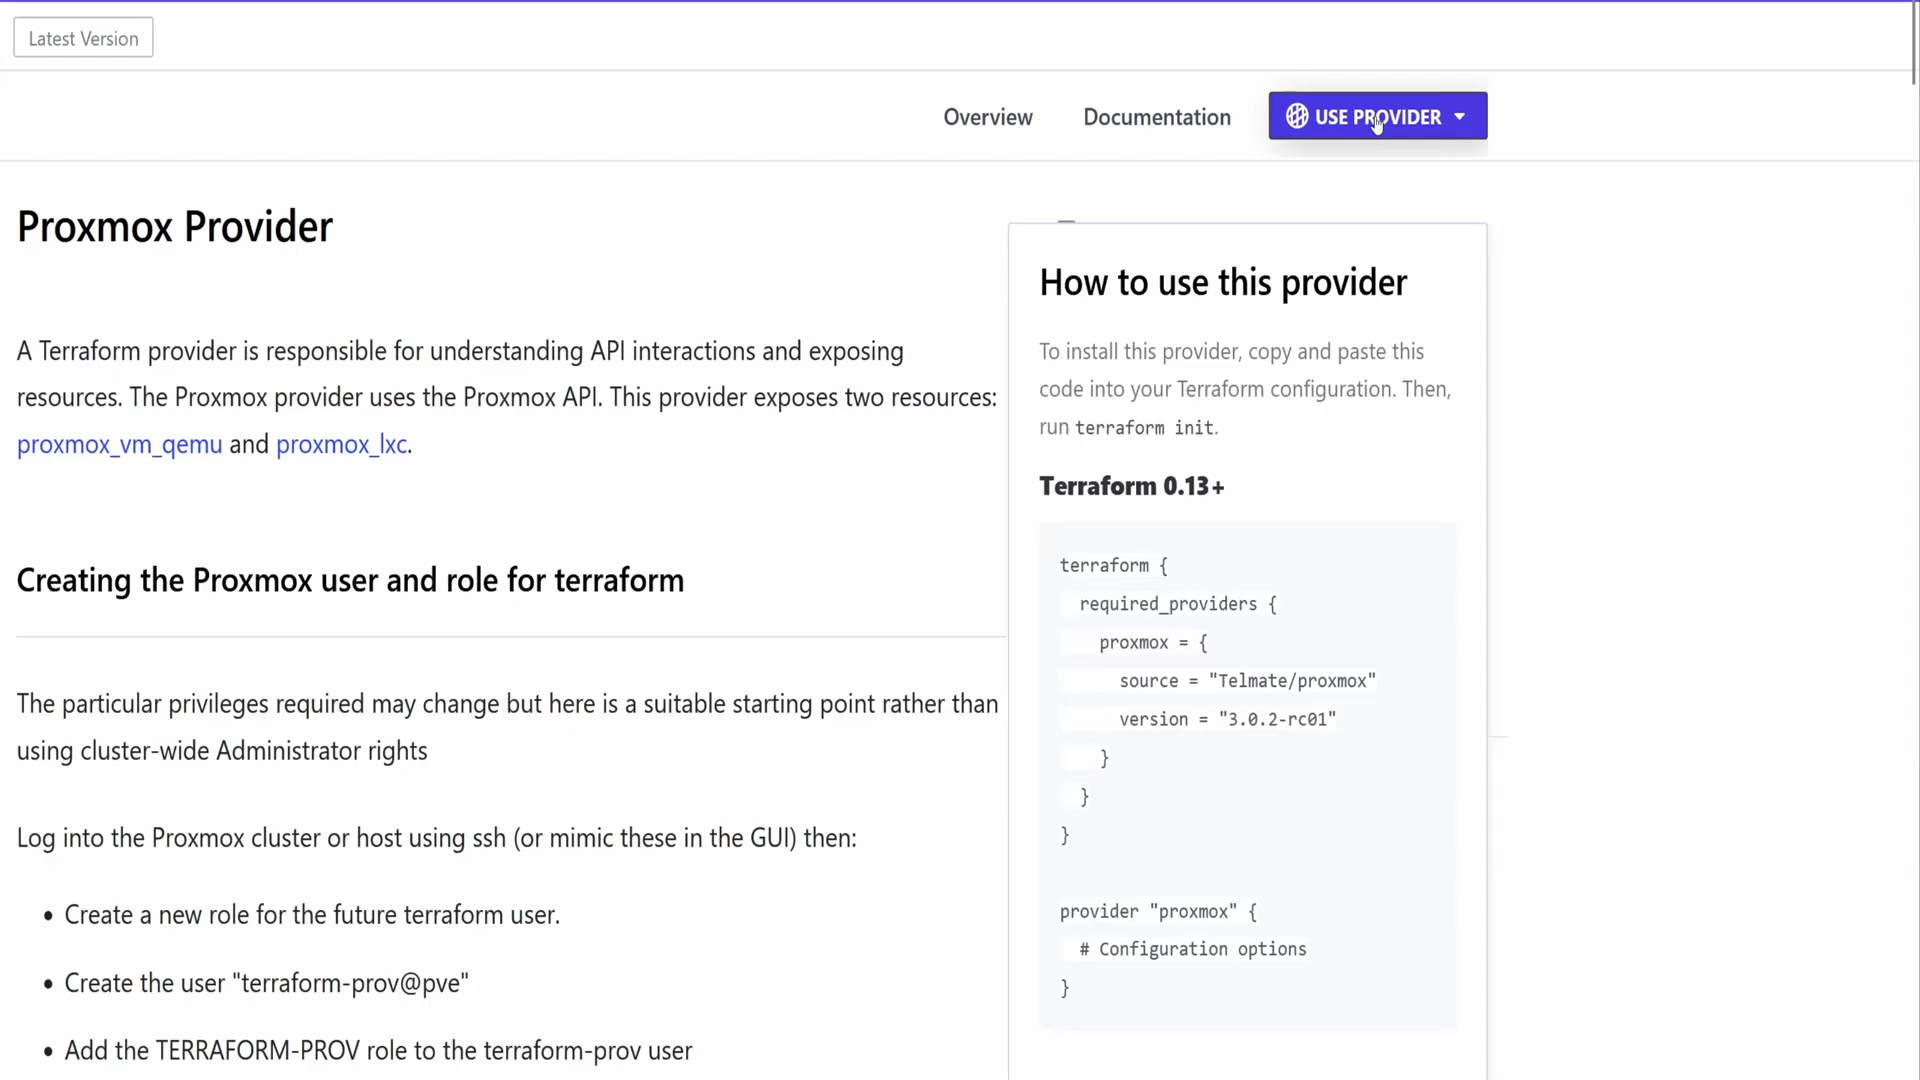 Latest Version
Overview
Documentation
USE PROVIDER
Proxmox Provider
A Terraform provider is responsible for understanding API interactions and exposing
resources. The Proxmox provider uses the Proxmox API. This provider exposes two resources:
proxmox_vm_qemu and proxmox_lxc.
Creating the Proxmox user and role for terraform
The particular privileges required may change but here is a suitable starting point rather than
using cluster-wide Administrator rights
Log into the Proxmox cluster or host using ssh (or mimic these in the GUI) then:
• Create a new role for the future terraform user.
• Create the user "terraform-prov@pve"
• Add the TERRAFORM-PROV role to the terraform-prov user
How to use this provider
To install this provider, copy and paste this
code into your Terraform configuration. Then,
run terraform init.
Terraform 0.13+
terraform {
  required_providers {
    proxmox = {
      source = "Telmate/proxmox"
      version = "3.0.2-rc01"
    }
  }
}
provider "proxmox" {
  # Configuration options
}